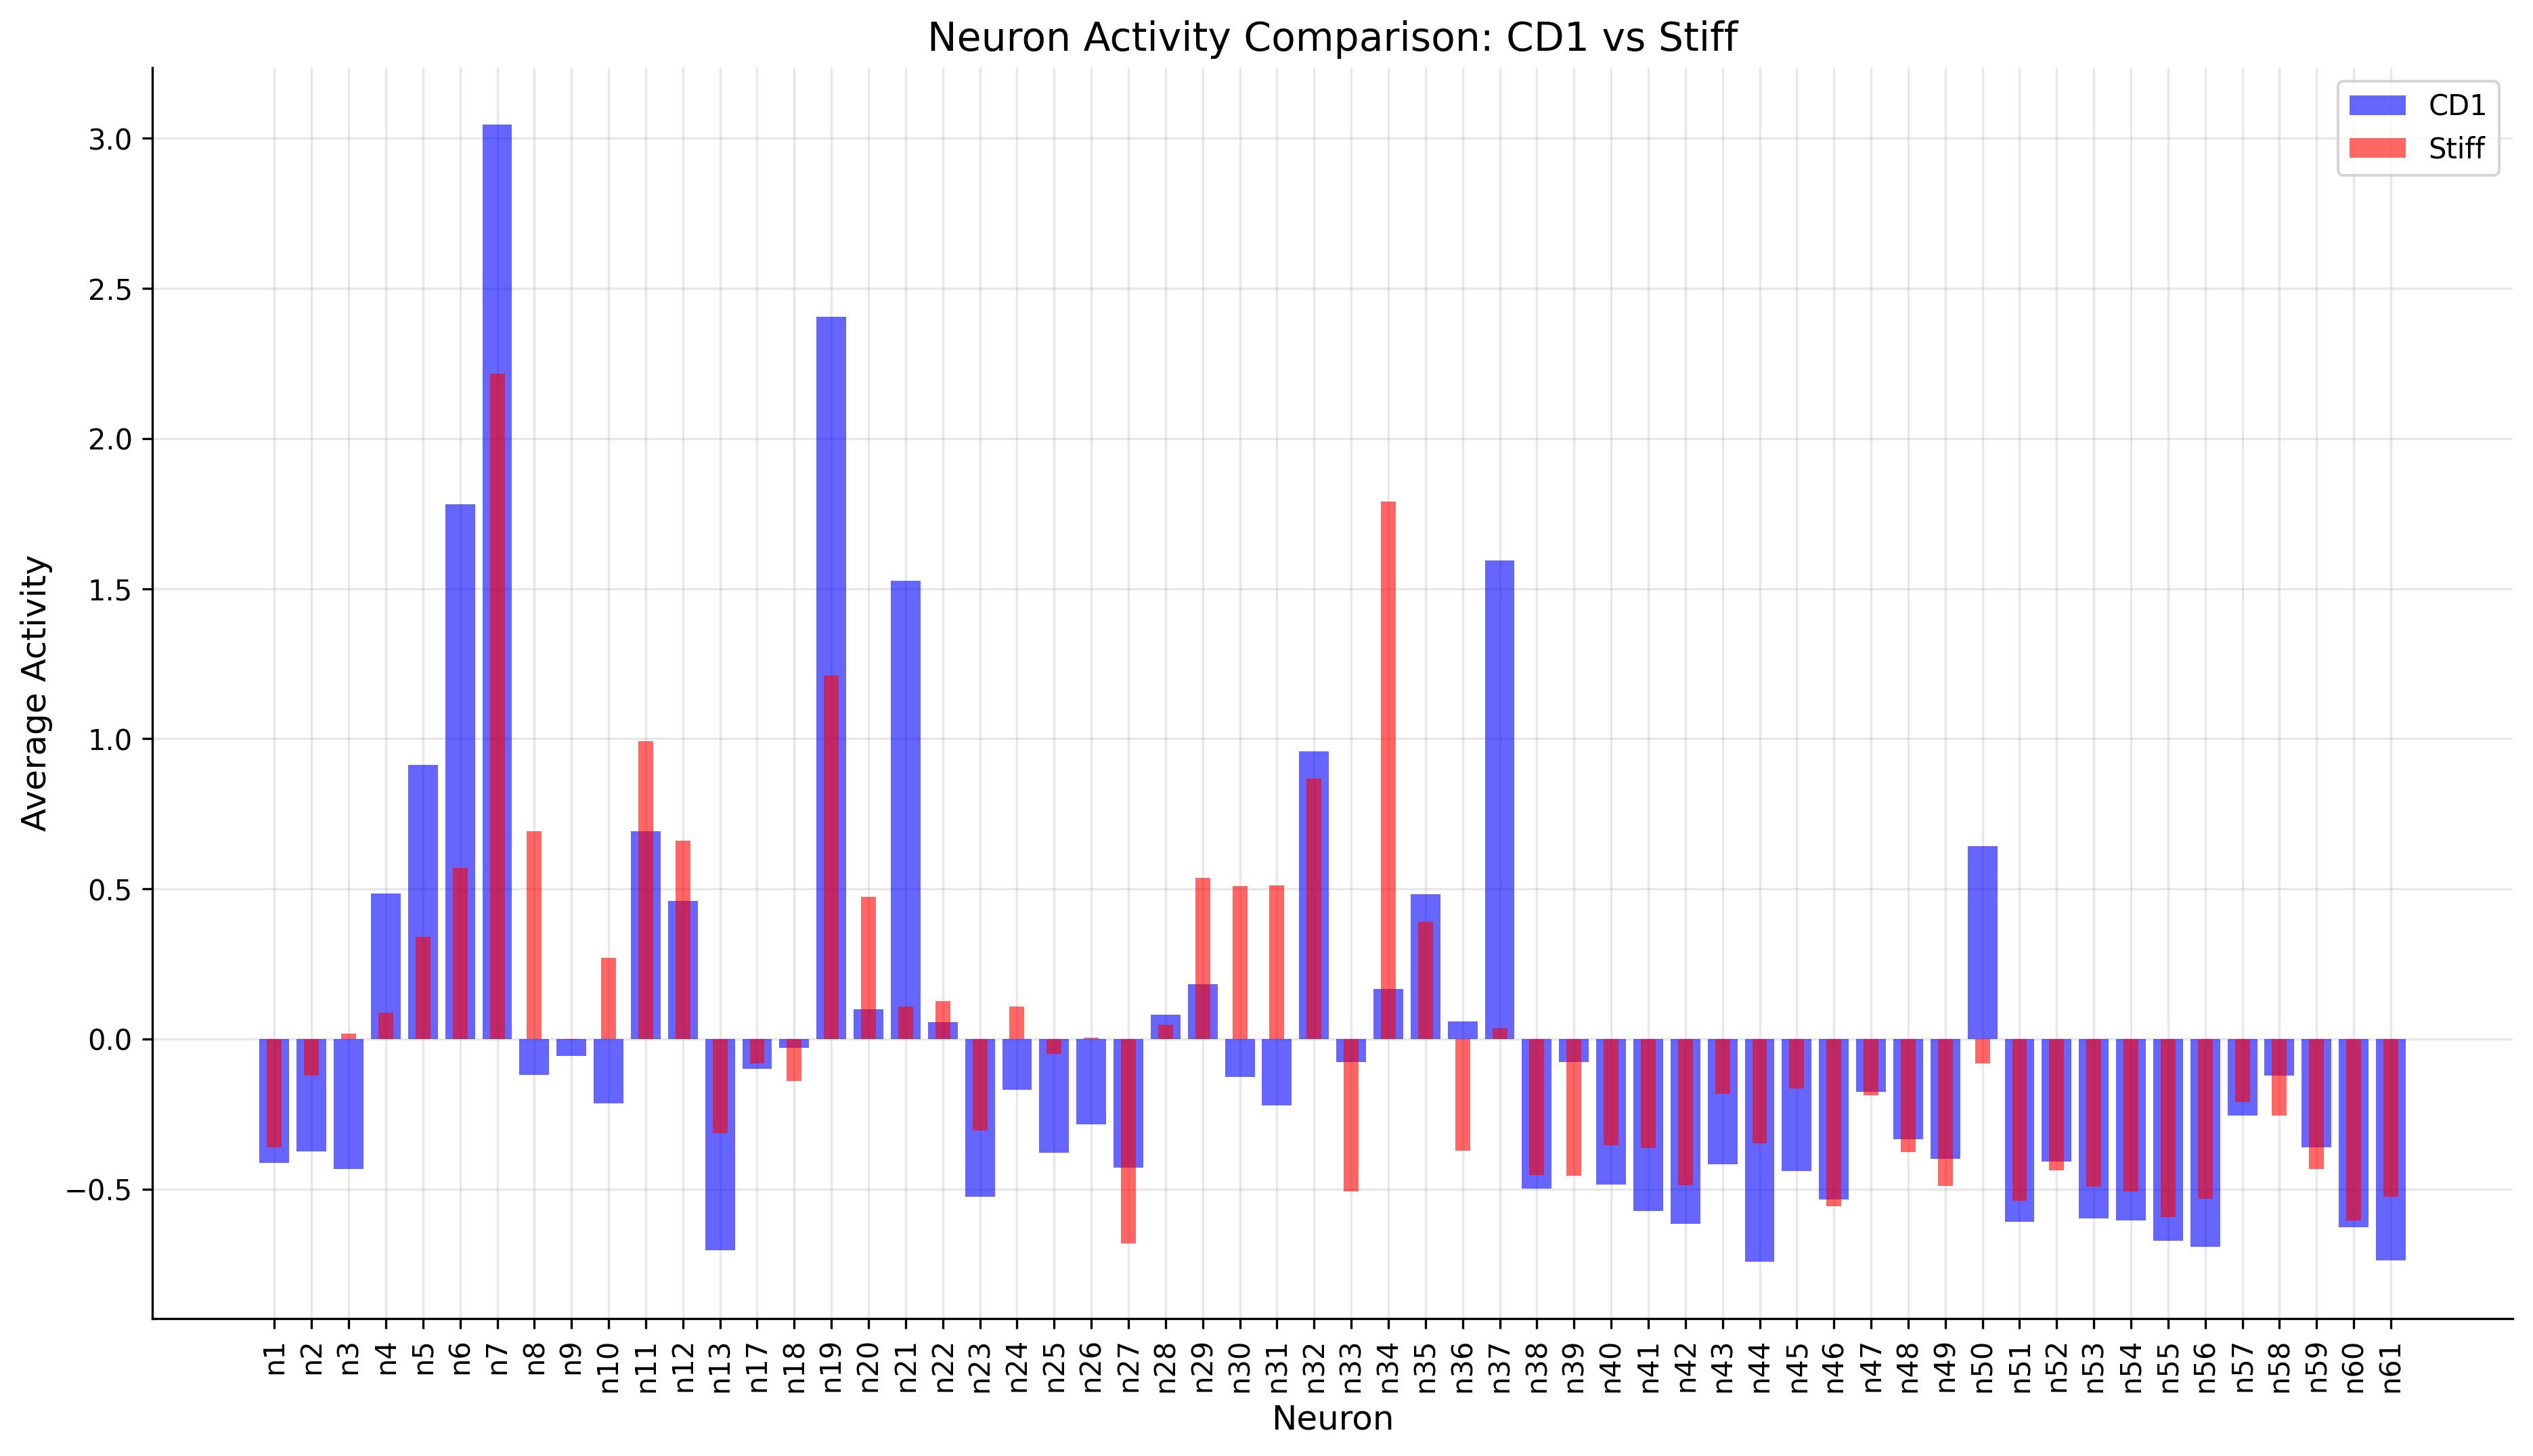 Neuron Activity Comparison: CD1 vs Stiff
CD1
Stiff
Average Activity
3.0
2.5
2.0
1.5
1.0
0.5
0.0
−0.5
n1 n2 n3 n4 n5 n6 n7 n8 n9 n10 n11 n12 n13 n17 n18 n19 n20 n21 n22 n23 n24 n25 n26 n27 n28 n29 n30 n31 n32 n33 n34 n35 n36 n37 n38 n39 n40 n41 n42 n43 n44 n45 n46 n47 n48 n49 n50 n51 n52 n53 n54 n55 n56 n57 n58 n59 n60 n61
Neuron